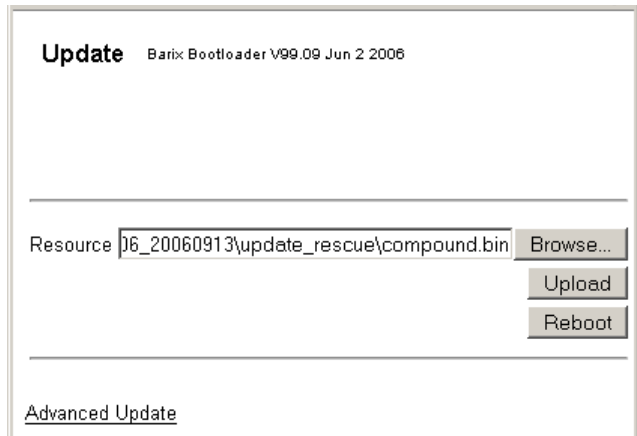 Update Barix Bootloader V99.09 Jun 2 2006
Resource 06_20060913\update_rescue\compound.bin Browse...
Upload
Reboot
Advanced Update